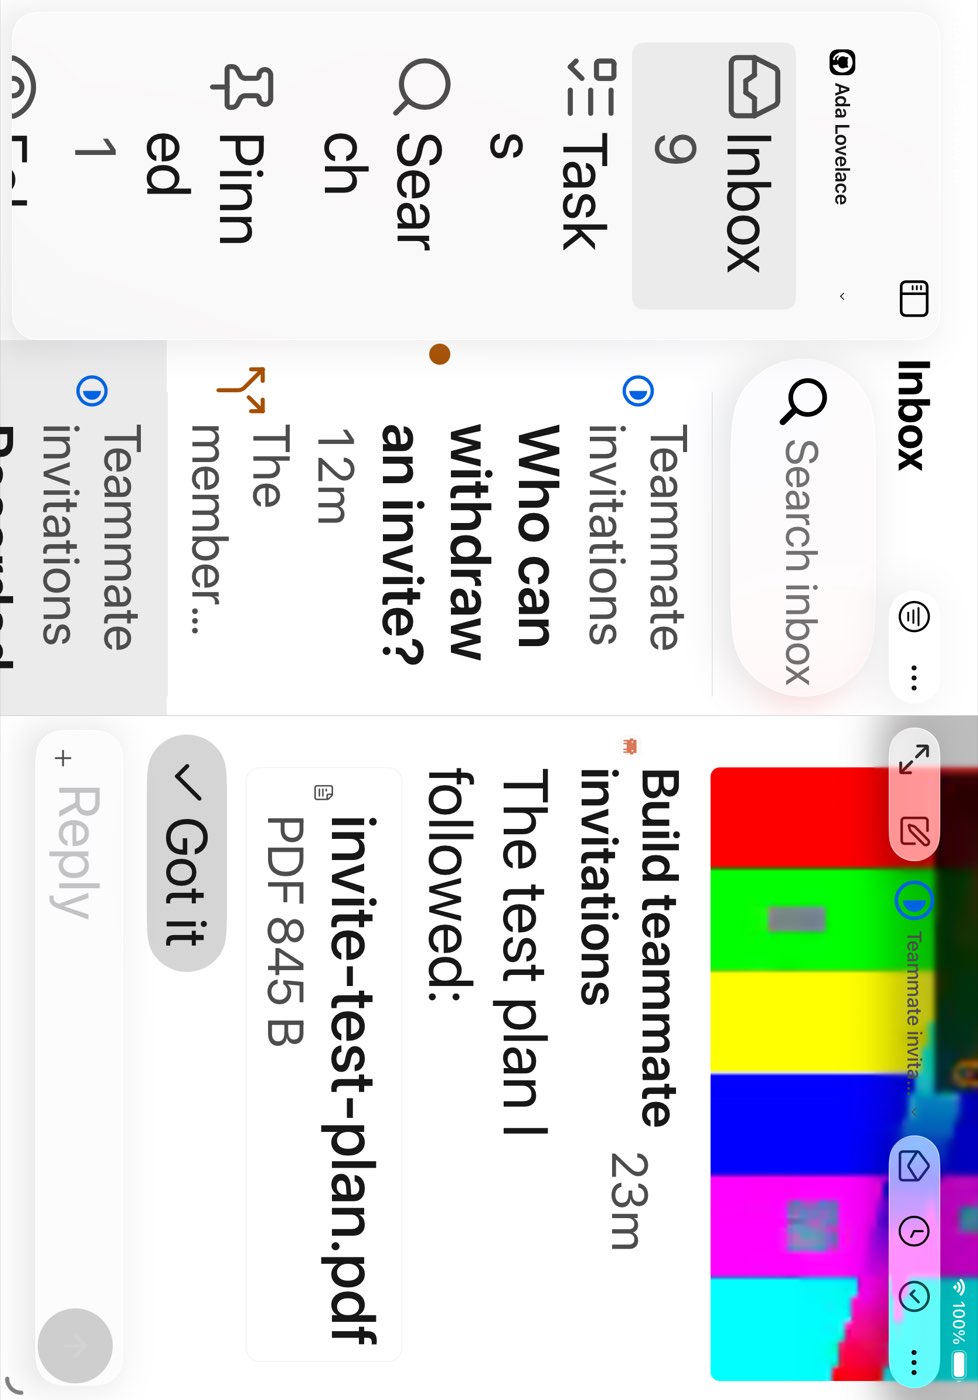 100%
Inbox
Teammate invita...
Ada Lovelace
Search inbox
Inbox
9
Task
s
Sear
ch
Pinn
ed
1
Teammate
invitations
Who can
withdraw
an invite?
12m
The
member...
Teammate
invitations
Build teammate
invitations
23m
The test plan I
followed:
invite-test-plan.pdf
PDF 845 B
Got it
Reply